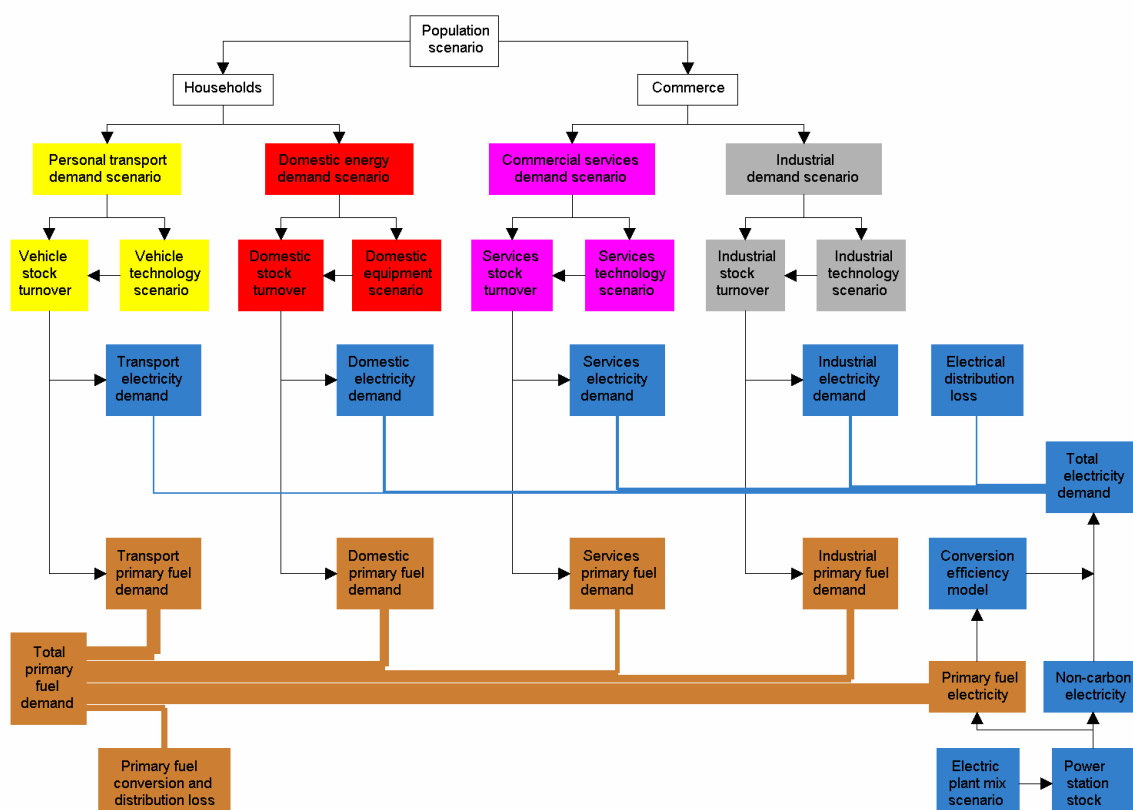 Population
scenario
Households
Commerce
Personal transport
demand scenario
Domestic energy
demand scenario
Commercial services
demand scenario
Industrial
demand scenario
Vehicle
stock
turnover
Vehicle
technology
scenario
Domestic
stock
turnover
Domestic
equipment
scenario
Services
stock
turnover
Services
technology
scenario
Industrial
stock
turnover
Industrial
technology
scenario
Transport
electricity
demand
Domestic
electricity
demand
Services
electricity
demand
Industrial
electricity
demand
Electrical
distribution
loss
Total
electricity
demand
Transport
primary fuel
demand
Domestic
primary fuel
demand
Services
primary fuel
demand
Industrial
primary fuel
demand
Conversion
efficiency
model
Total
primary
fuel
demand
Primary fuel
electricity
Non-carbon
electricity
Primary fuel
conversion and
distribution loss
Electric
plant mix
scenario
Power
station
stock